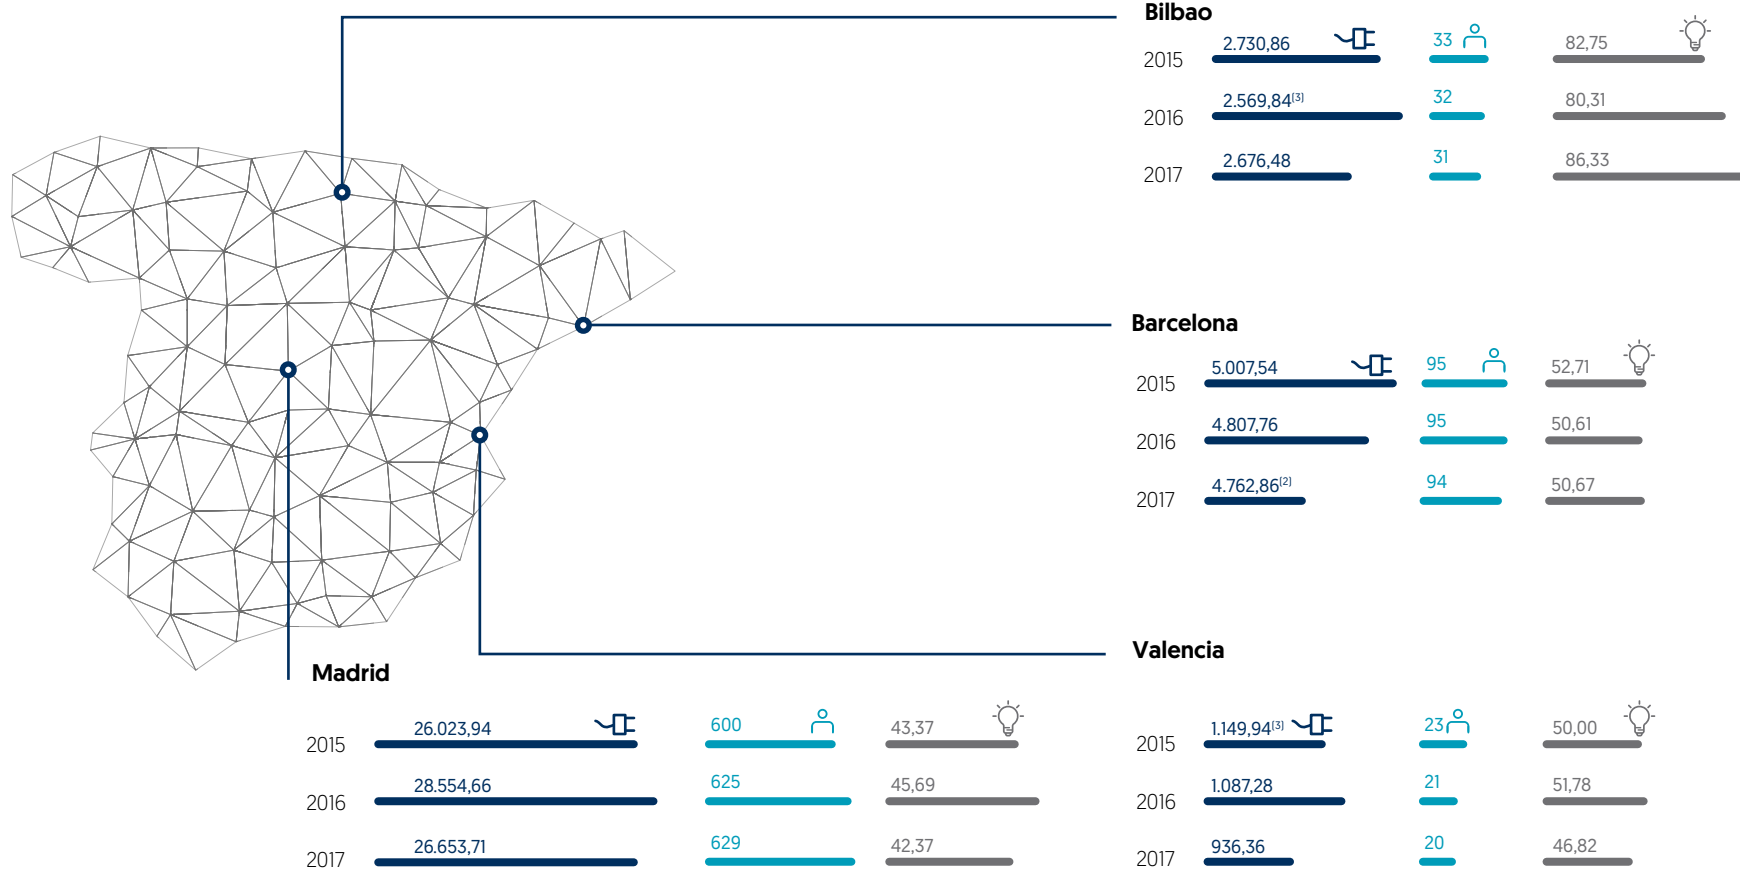 Bilbao
2015 2.730,86 33 82,75
2016 2.569,84(3) 32 80,31
2017 2.676,48 31 86,33
Barcelona
2015 5.007,54 95 52,71
2016 4.807,76 95 50,61
2017 4.762,86(2) 94 50,67
Valencia
2015 1.149,94(3) 23 50,00
2016 1.087,28 21 51,78
2017 936,36 20 46,82
Madrid
2015 26.023,94 600 43,37
2016 28.554,66 625 45,69
2017 26.653,71 629 42,37